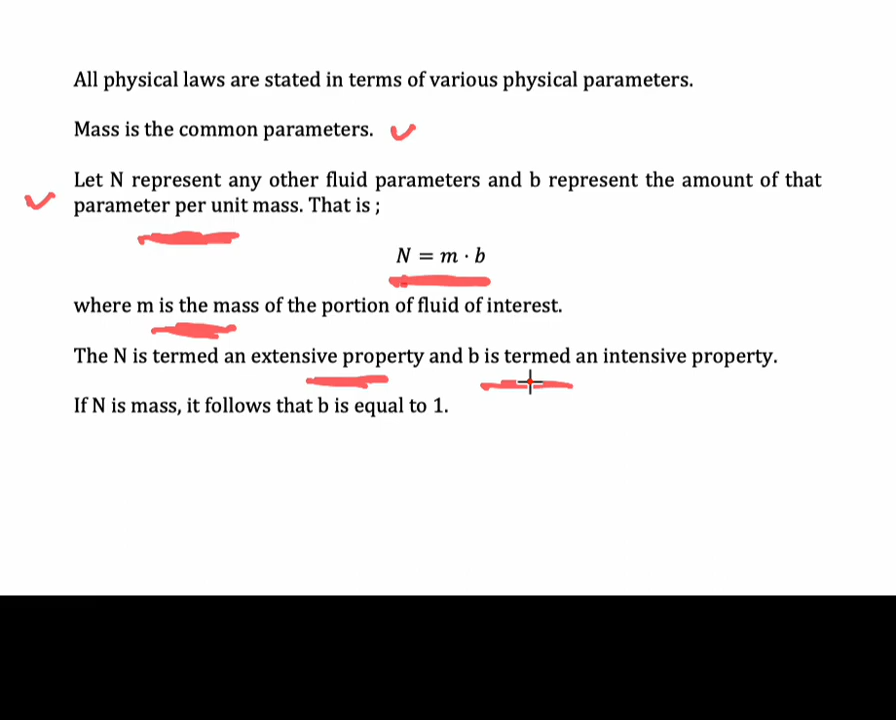 All physical laws are stated in terms of various physical parameters.
Mass is the common parameters.
Let N represent any other fluid parameters and b represent the amount of that
parameter per unit mass. That is ;
N = m · b
where m is the mass of the portion of fluid of interest.
The N is termed an extensive property and b is termed an intensive property.
If N is mass, it follows that b is equal to 1.